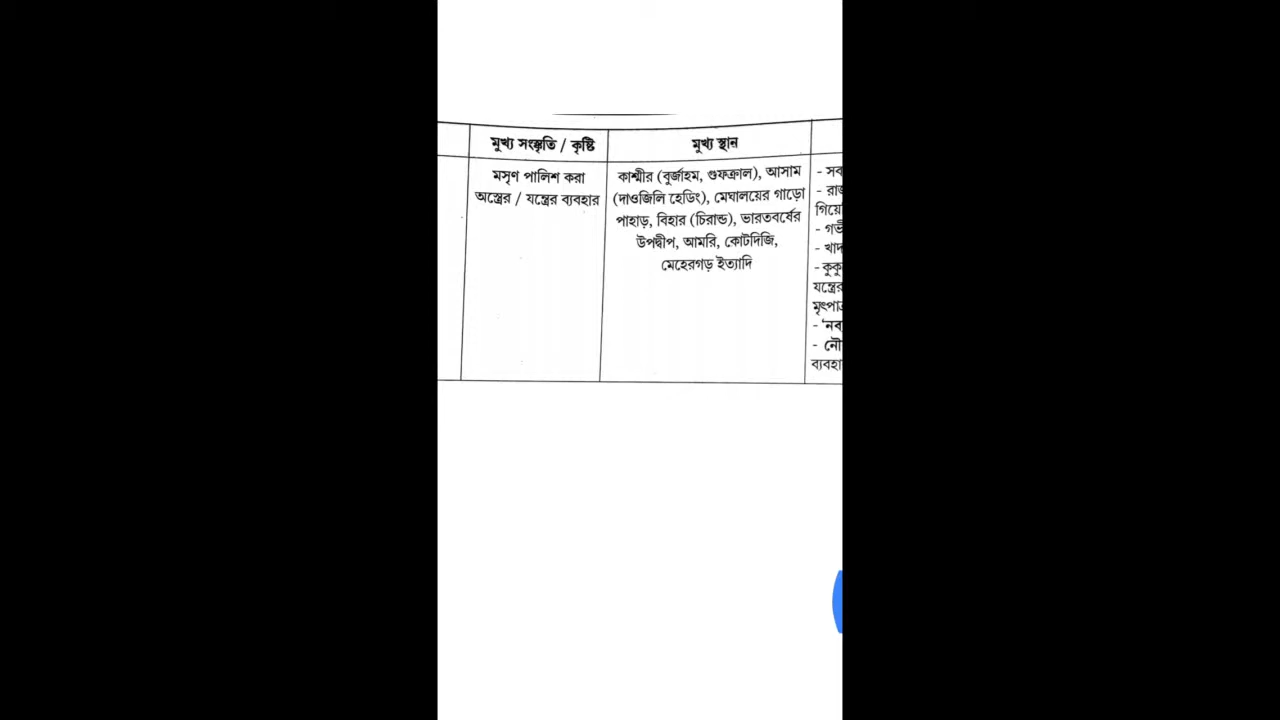 মুখ্য সংস্কৃতি / কৃষ্টি
মুখ্য স্থান
মসৃণ পালিশ করা
অস্ত্রের / যন্ত্রের ব্যবহার
কাশ্মীর (বুর্জাহম, গুফক্রাল), আসাম
(দাওজিলি হেডিং), মেঘালয়ের গাড়ো
পাহাড়, বিহার (চিরান্ড), ভারতবর্ষের
উপদ্বীপ, আমরি, কোটদিজি,
মেহেরগড় ইত্যাদি